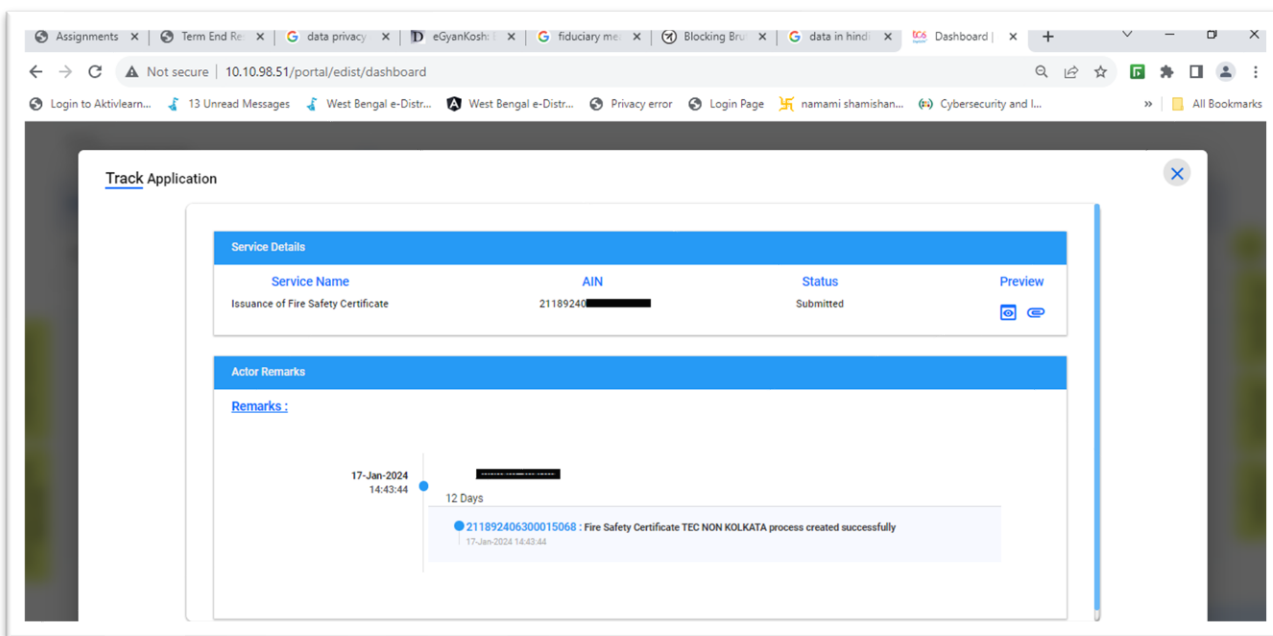 Assignments
Term End Re
data privacy
eGyanKosh: E
fiduciary me
Blocking Bru
data in hindi
Dashboard |
Not secure | 10.10.98.51/portal/edist/dashboard
Login to Aktivlearn... 13 Unread Messages West Bengal e-Distr... West Bengal e-Distr... Privacy error Login Page namami shamishan... Cybersecurity and I... » All Bookmarks
Track Application
Service Details
Service Name AIN Status Preview
Issuance of Fire Safety Certificate 21189240 Submitted
Actor Remarks
Remarks :
17-Jan-2024
14:43:44
12 Days
211892406300015068 : Fire Safety Certificate TEC NON KOLKATA process created successfully
17-Jan-2024 14:43:44